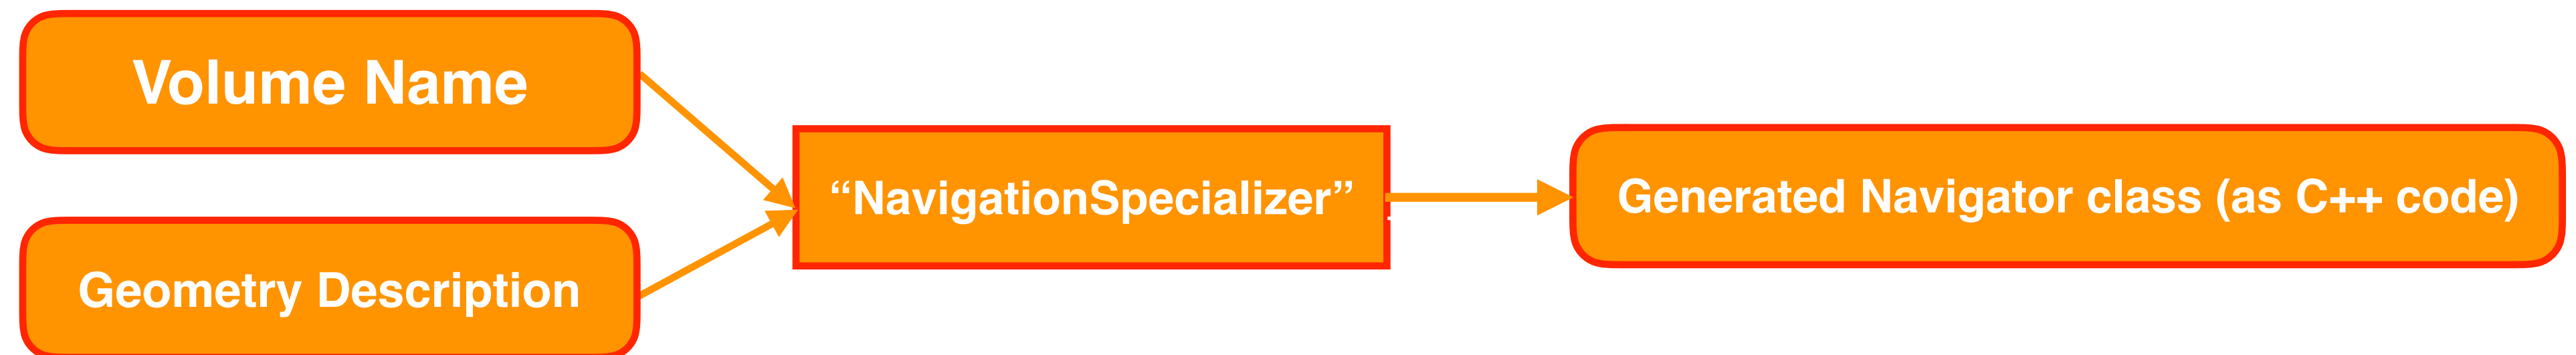 Volume Name
Geometry Description
“NavigationSpecializer”
Generated Navigator class (as C++ code)